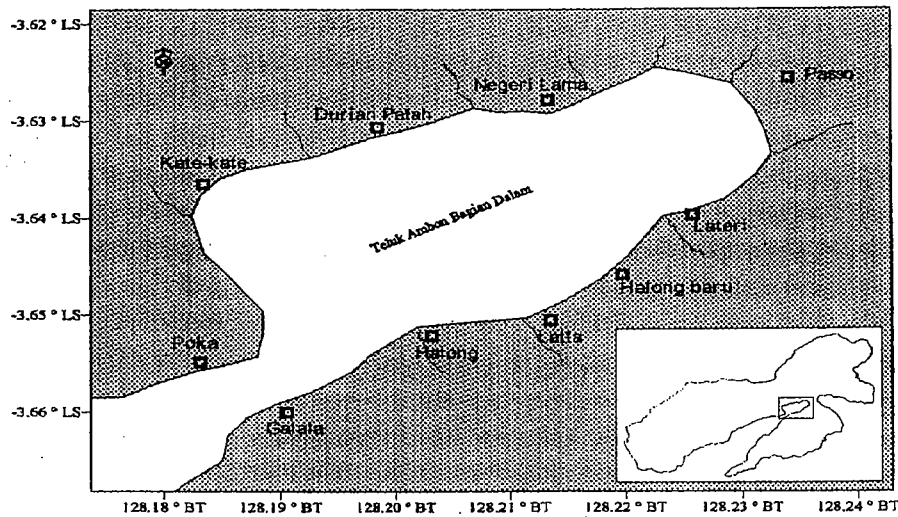 -3.62 ° LS
Passo
Negeri Lama
Durian Patah
-3.63 ° LS
Kate-kate
Teluk Ambon Bagian Dalam
-3.64 ° LS
Lateri
Halong baru
-3.65 ° LS
Latta
Poka
Halong
-3.66 ° LS
Galala
128.18 ° BT 128.19 ° BT 128.20 ° BT 128.21 ° BT 128.22 ° BT 128.23 ° BT 128.24 ° BT